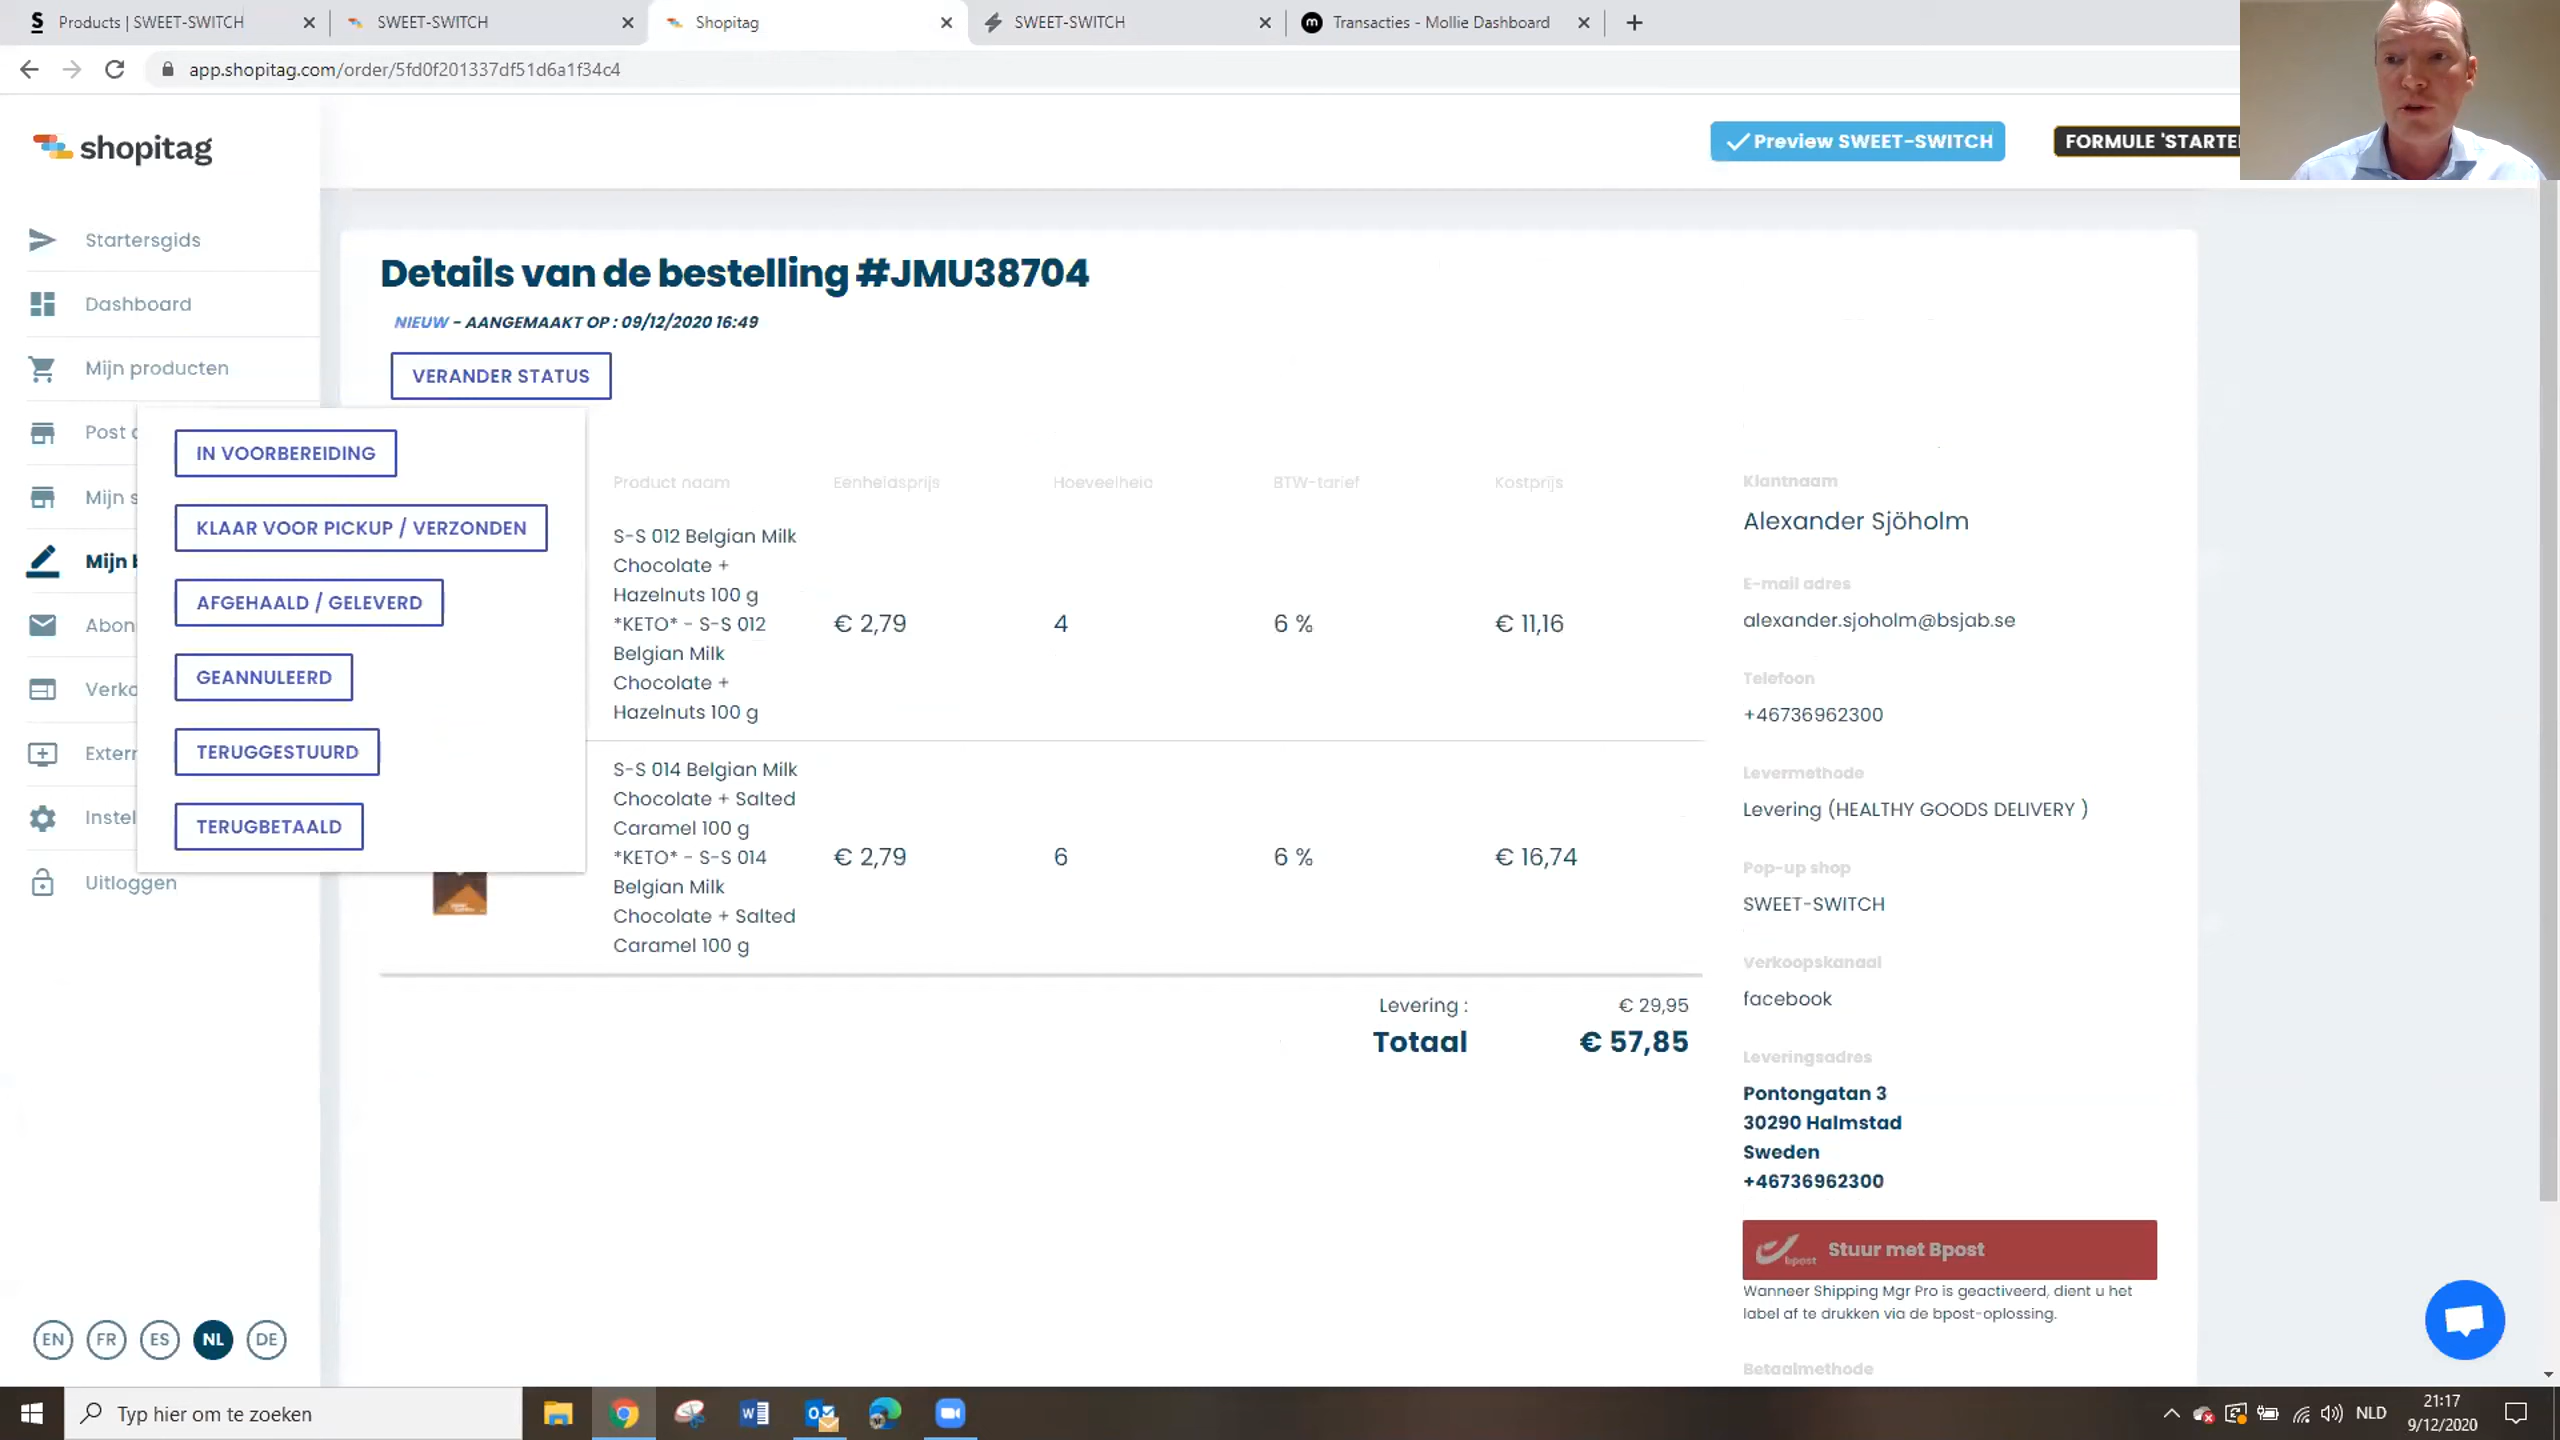 Products | SWEET-SWITCH
SWEET-SWITCH
Shopitag
SWEET-SWITCH
Transacties - Mollie Dashboard
app.shopitag.com/order/5fd0f201337df51d6a1f34c4
shopitag
Preview SWEET-SWITCH
FORMULE 'STARTE
Startersgids
Dashboard
Mijn producten
Post
Mijn
Mijn
Uitloggen
EN FR ES NL DE
Details van de bestelling #JMU38704
NIEUW - AANGEMAAKT OP : 09/12/2020 16:49
VERANDER STATUS
IN VOORBEREIDING
KLAAR VOOR PICKUP / VERZONDEN
AFGEHAALD / GELEVERD
GEANNULEERD
TERUGGESTUURD
TERUGBETAALD
Product naam Eenheidsprijs Hoeveelheid BTW-tarief Kostprijs
S-S 012 Belgian Milk
Chocolate +
Hazelnuts 100 g
*KETO* - S-S 012
Belgian Milk
Chocolate +
Hazelnuts 100 g
€ 2,79 4 6 % € 11,16
S-S 014 Belgian Milk
Chocolate + Salted
Caramel 100 g
*KETO* - S-S 014
Belgian Milk
Chocolate + Salted
Caramel 100 g
€ 2,79 6 6 % € 16,74
Levering : € 29,95
Totaal € 57,85
Klantnaam
Alexander Sjöholm
E-mail adres
alexander.sjoholm@bsjab.se
Telefoon
+46736962300
Levermethode
Levering (HEALTHY GOODS DELIVERY )
Pop-up shop
SWEET-SWITCH
Verkoopskanaal
facebook
Leveringsadres
Pontongatan 3
30290 Halmstad
Sweden
+46736962300
bpost Stuur met Bpost
Wanneer Shipping Mgr Pro is geactiveerd, dient u het
label af te drukken via de bpost-oplossing.
Betaalmethode
Typ hier om te zoeken
NLD
21:17
9/12/2020